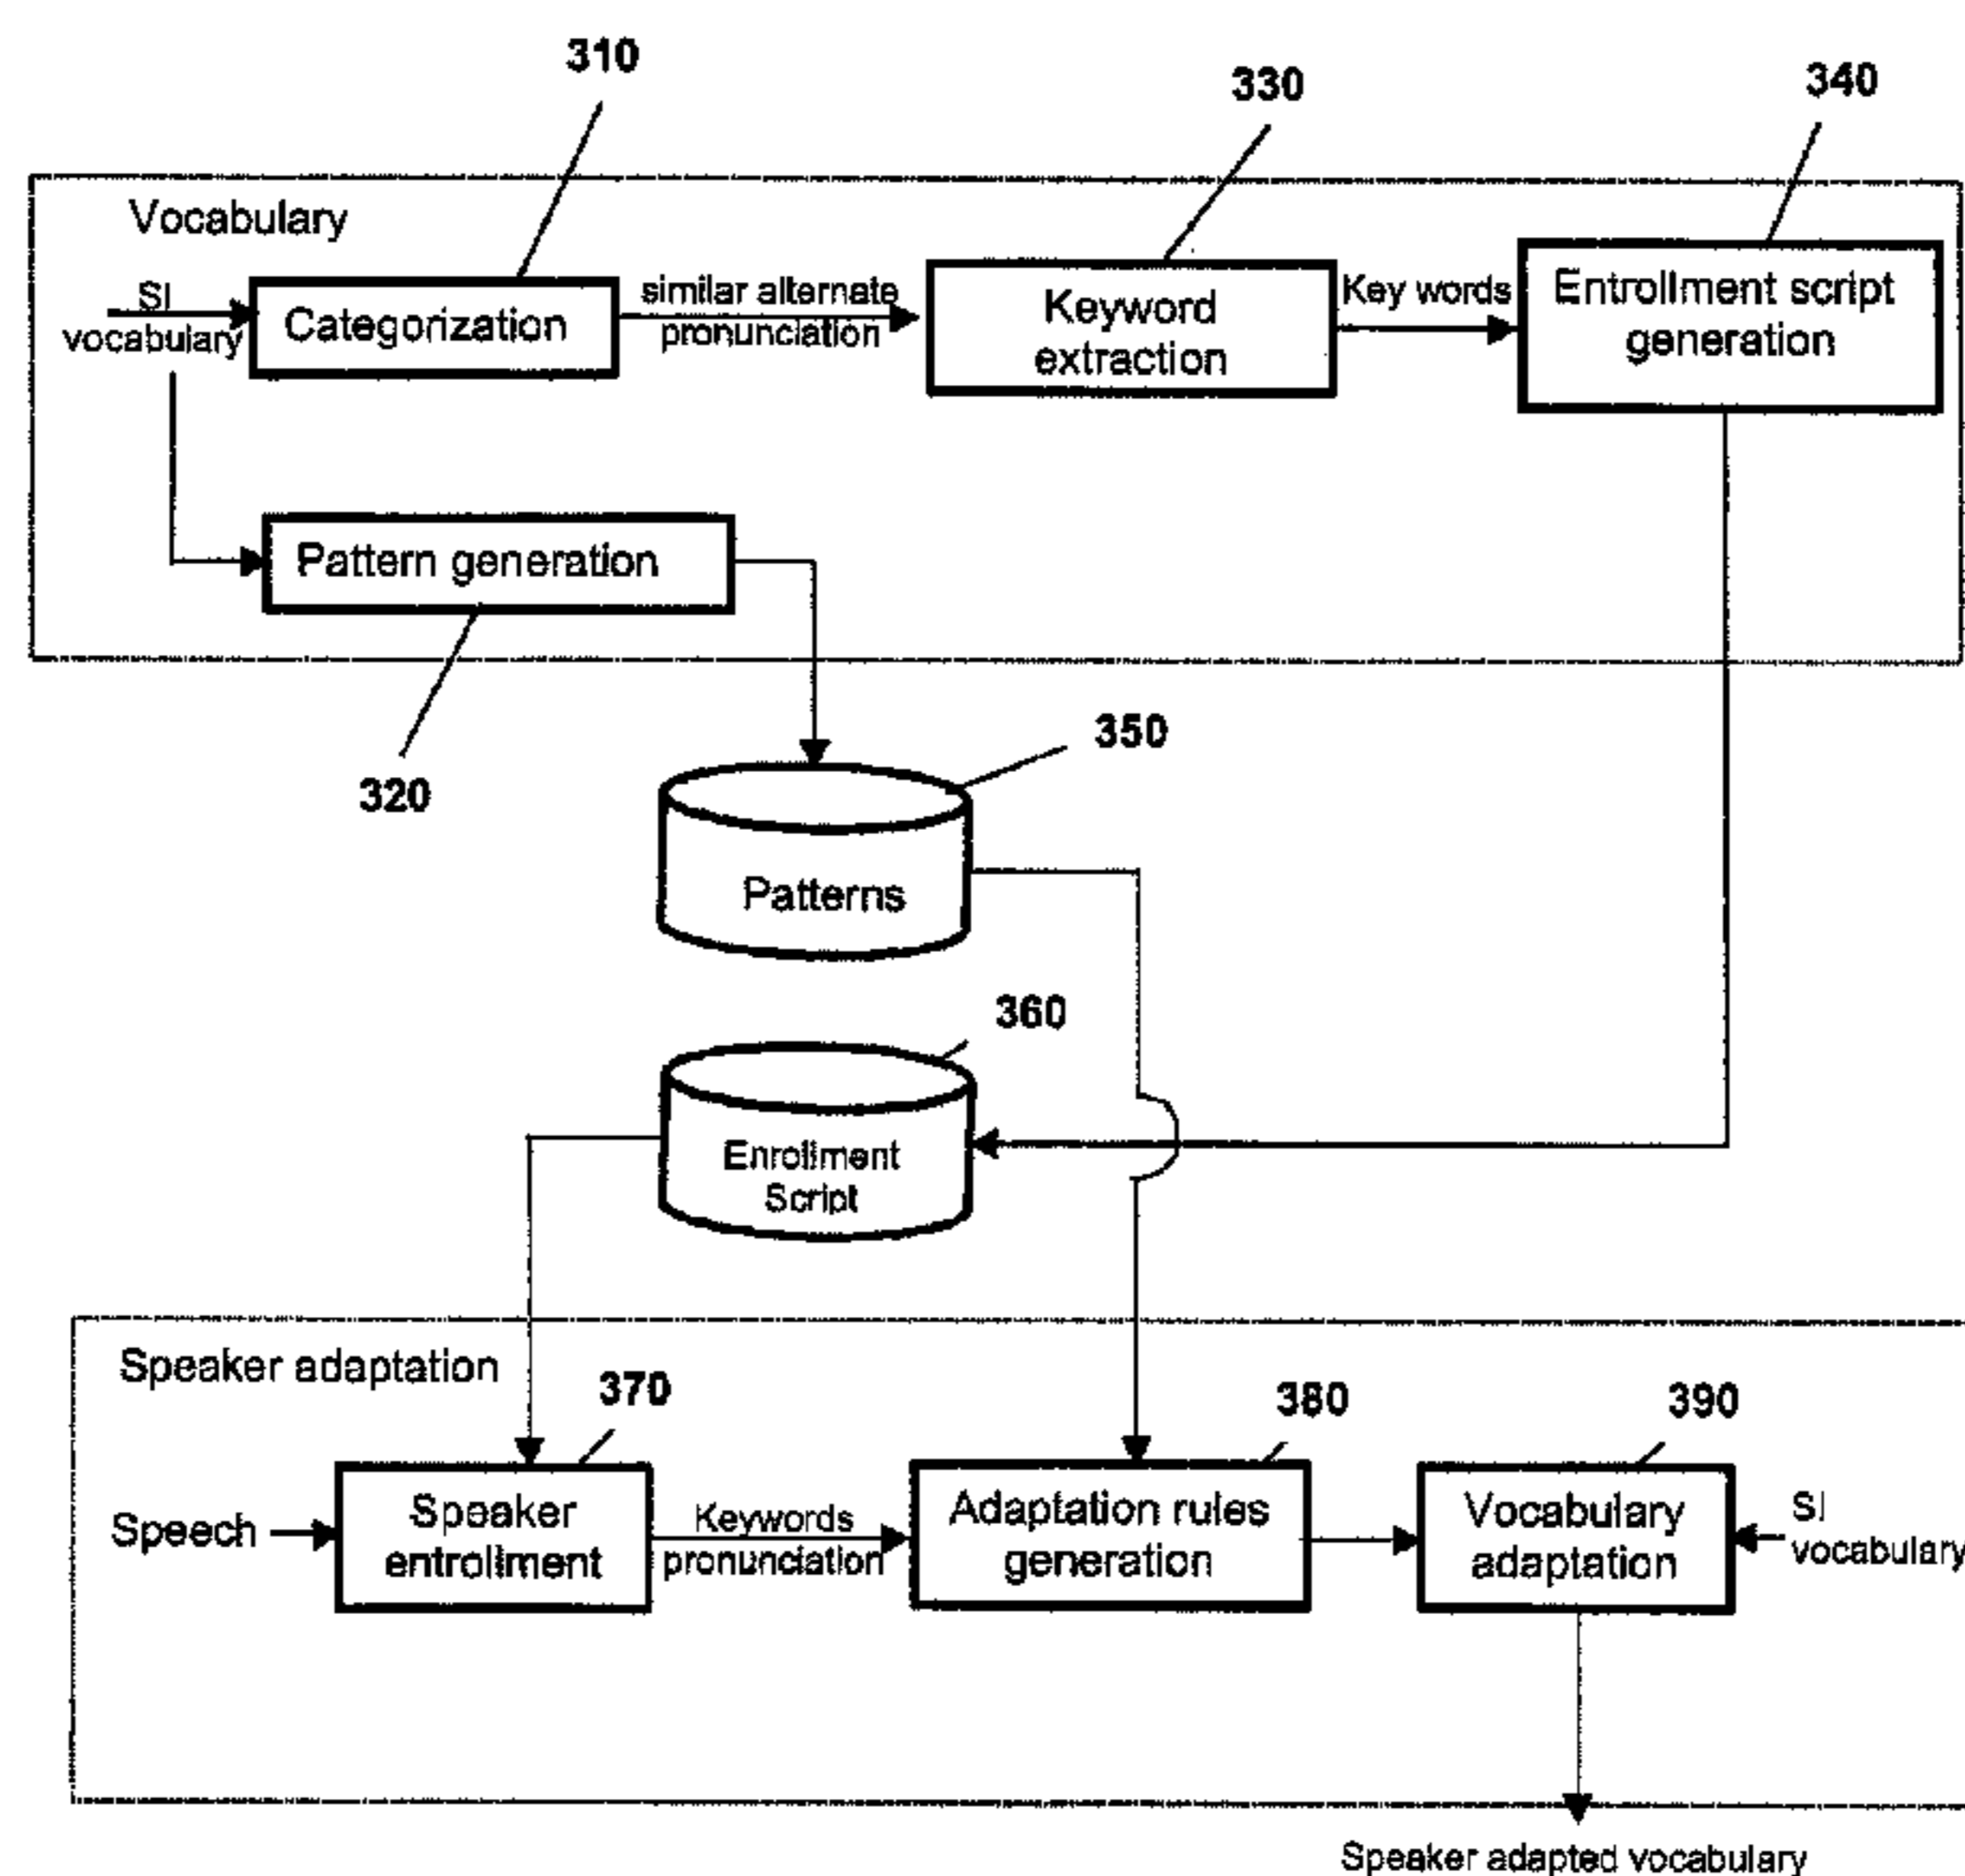 310
330
340
Vocabulary
SI
vocabulary
Categorization
similar alternate
pronunciation
Keyword
extraction
Key words
Entrollment script
generation
Pattern generation
320
350
Patterns
360
Enrollment
Script
Speaker adaptation
370
380
390
Speech
Speaker
entrollment
Keywords
pronunciation
Adaptation rules
generation
Vocabulary
adaptation
SI
vocabulary
Speaker adapted vocabulary